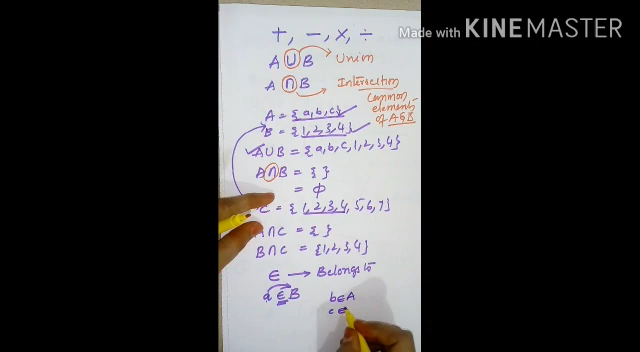 Made with KINEMASTER
+, −, ×, ÷
A ∪ B Union
A ∩ B Intersection
Common elements of A & B
A = {a, b, c}
B = {1, 2, 3, 4}
A ∪ B = {a, b, c, 1, 2, 3, 4}
A ∩ B = { }
= ϕ
C = {1, 2, 3, 4, 5, 6, 7}
A ∩ C = { }
B ∩ C = {1, 2, 3, 4}
∈ → Belongs to
a ∈ B
b ∈ A
c ∈